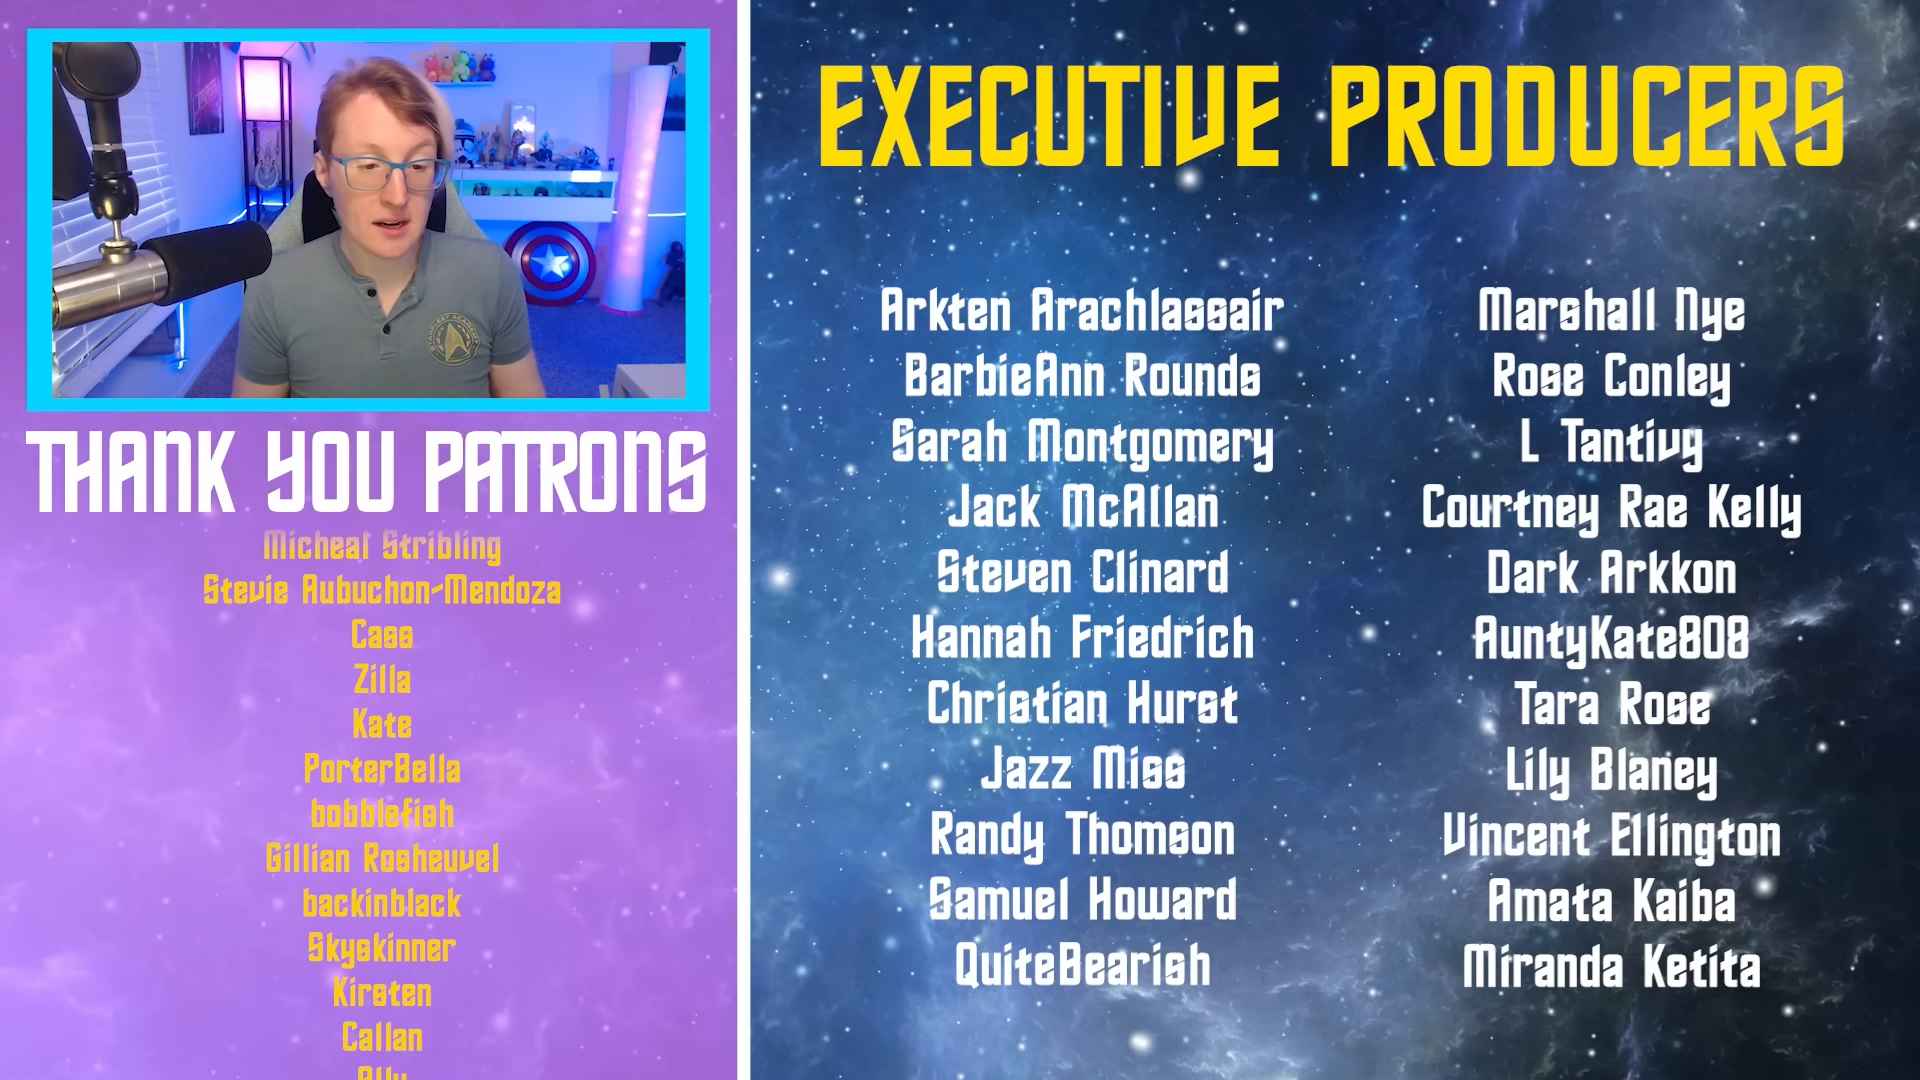 THANK YOU PATRONS
Micheal Stribling
Stevie Aubuchon-Mendoza
Cass
Zilla
Kate
PorterBella
bobblefish
Gillian Rosheuvel
backinblack
Skyskinner
Kirsten
Callan
EXECUTIVE PRODUCERS
Arkten Arachlassair
BarbieAnn Rounds
Sarah Montgomery
Jack McAllan
Steven Clinard
Hannah Friedrich
Christian Hurst
Jazz Miss
Randy Thomson
Samuel Howard
QuiteBearish
Marshall Nye
Rose Conley
L Tantivy
Courtney Rae Kelly
Dark Arkkon
AuntyKate808
Tara Rose
Lily Blaney
Vincent Ellington
Amata Kaiba
Miranda Ketita